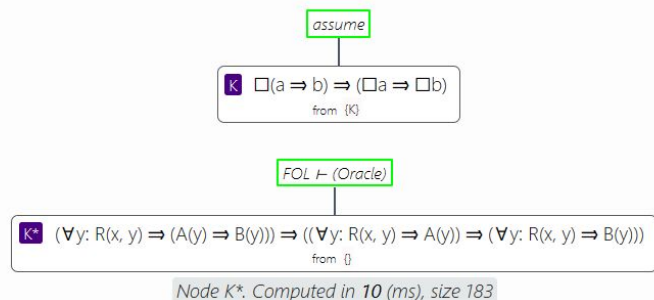 assume
K □(a ⇒ b) ⇒ (□a ⇒ □b)
from {K}
FOL ⊢ (Oracle)
K* (∀y: R(x, y) ⇒ (A(y) ⇒ B(y))) ⇒ ((∀y: R(x, y) ⇒ A(y)) ⇒ (∀y: R(x, y) ⇒ B(y)))
from {}
Node K*. Computed in 10 (ms), size 183